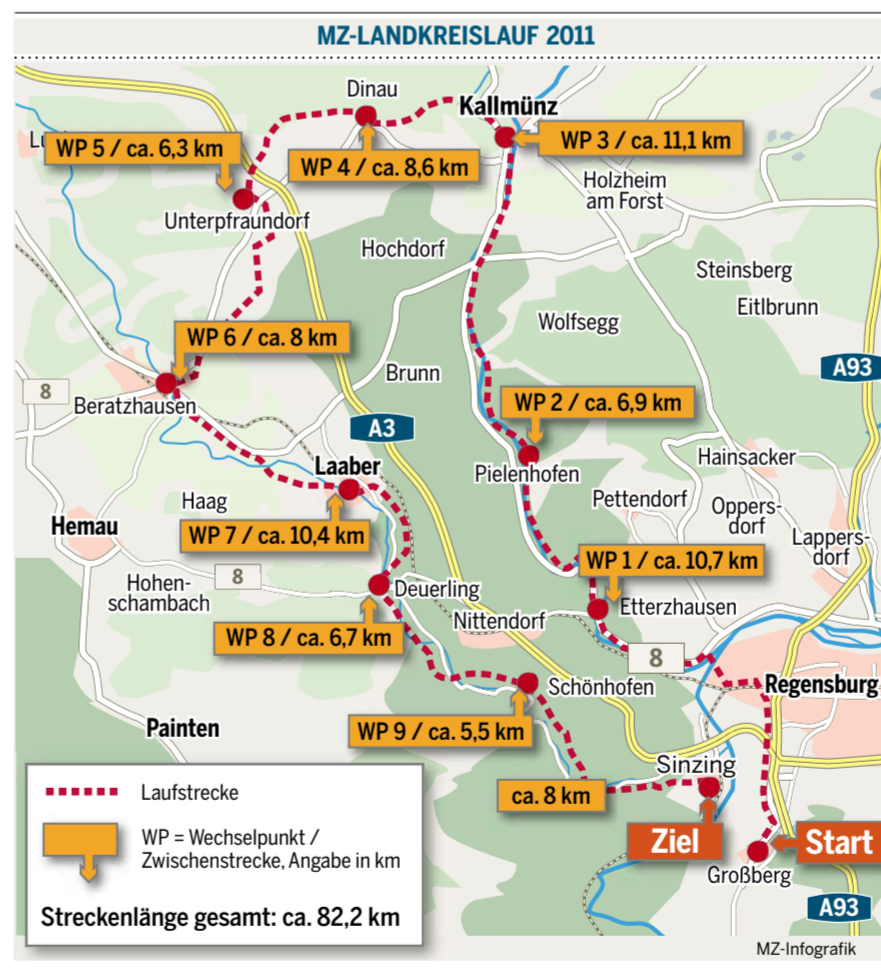 MZ-LANDKREISLAUF 2011
Dinau
Kallmünz
WP 5 / ca. 6,3 km
WP 4 / ca. 8,6 km
WP 3 / ca. 11,1 km
Holzheim
am Forst
Unterpfraundorf
Hochdorf
Steinsberg
Eitlbrunn
Wolfsegg
WP 6 / ca. 8 km
Brunn
A93
8
Beratzhausen
WP 2 / ca. 6,9 km
A3
Laaber
Pielenhofen
Hainsacker
Haag
Pettendorf
Oppers-
dorf
Hemau
WP 7 / ca. 10,4 km
Lappers-
dorf
WP 1 / ca. 10,7 km
8
Hohen-
schambach
Deuerling
Etterzhausen
Nittendorf
WP 8 / ca. 6,7 km
8
Schönhofen
Regensburg
Painten
WP 9 / ca. 5,5 km
Sinzing
ca. 8 km
Ziel
Start
Großberg
A93
Laufstrecke
WP = Wechselpunkt /
Zwischenstrecke, Angabe in km
Streckenlänge gesamt: ca. 82,2 km
MZ-Infografik